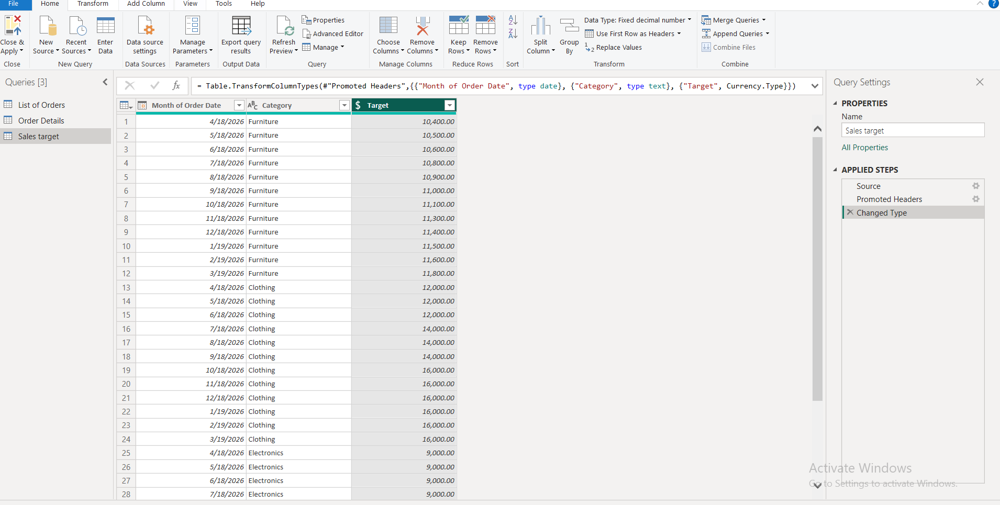 File Home Transform Add Column View Tools Help
Close & Apply
New Source
Recent Sources
Enter Data
Data source settings
Manage Parameters
Export query results
Refresh Preview
Properties
Advanced Editor
Manage
Choose Columns
Remove Columns
Keep Rows
Remove Rows
Split Column
Group By
Data Type: Fixed decimal number
Use First Row as Headers
Replace Values
Merge Queries
Append Queries
Combine Files
Close New Query Data Sources Parameters Output Data Query Manage Columns Reduce Rows Sort Transform Combine
Queries [3]
List of Orders
Order Details
Sales target
fx = Table.TransformColumnTypes(#"Promoted Headers",{{"Month of Order Date", type date}, {"Category", type text}, {"Target", Currency.Type}})
Month of Order Date ABC Category $ Target
1 4/18/2026 Furniture 10,400.00
2 5/18/2026 Furniture 10,500.00
3 6/18/2026 Furniture 10,600.00
4 7/18/2026 Furniture 10,800.00
5 8/18/2026 Furniture 10,900.00
6 9/18/2026 Furniture 11,000.00
7 10/18/2026 Furniture 11,100.00
8 11/18/2026 Furniture 11,300.00
9 12/18/2026 Furniture 11,400.00
10 1/19/2026 Furniture 11,500.00
11 2/19/2026 Furniture 11,600.00
12 3/19/2026 Furniture 11,800.00
13 4/18/2026 Clothing 12,000.00
14 5/18/2026 Clothing 12,000.00
15 6/18/2026 Clothing 12,000.00
16 7/18/2026 Clothing 14,000.00
17 8/18/2026 Clothing 14,000.00
18 9/18/2026 Clothing 14,000.00
19 10/18/2026 Clothing 16,000.00
20 11/18/2026 Clothing 16,000.00
21 12/18/2026 Clothing 16,000.00
22 1/19/2026 Clothing 16,000.00
23 2/19/2026 Clothing 16,000.00
24 3/19/2026 Clothing 16,000.00
25 4/18/2026 Electronics 9,000.00
26 5/18/2026 Electronics 9,000.00
27 6/18/2026 Electronics 9,000.00
28 7/18/2026 Electronics 9,000.00
Query Settings
PROPERTIES
Name
Sales target
All Properties
APPLIED STEPS
Source
Promoted Headers
Changed Type
Activate Windows
Go to Settings to activate Windows.